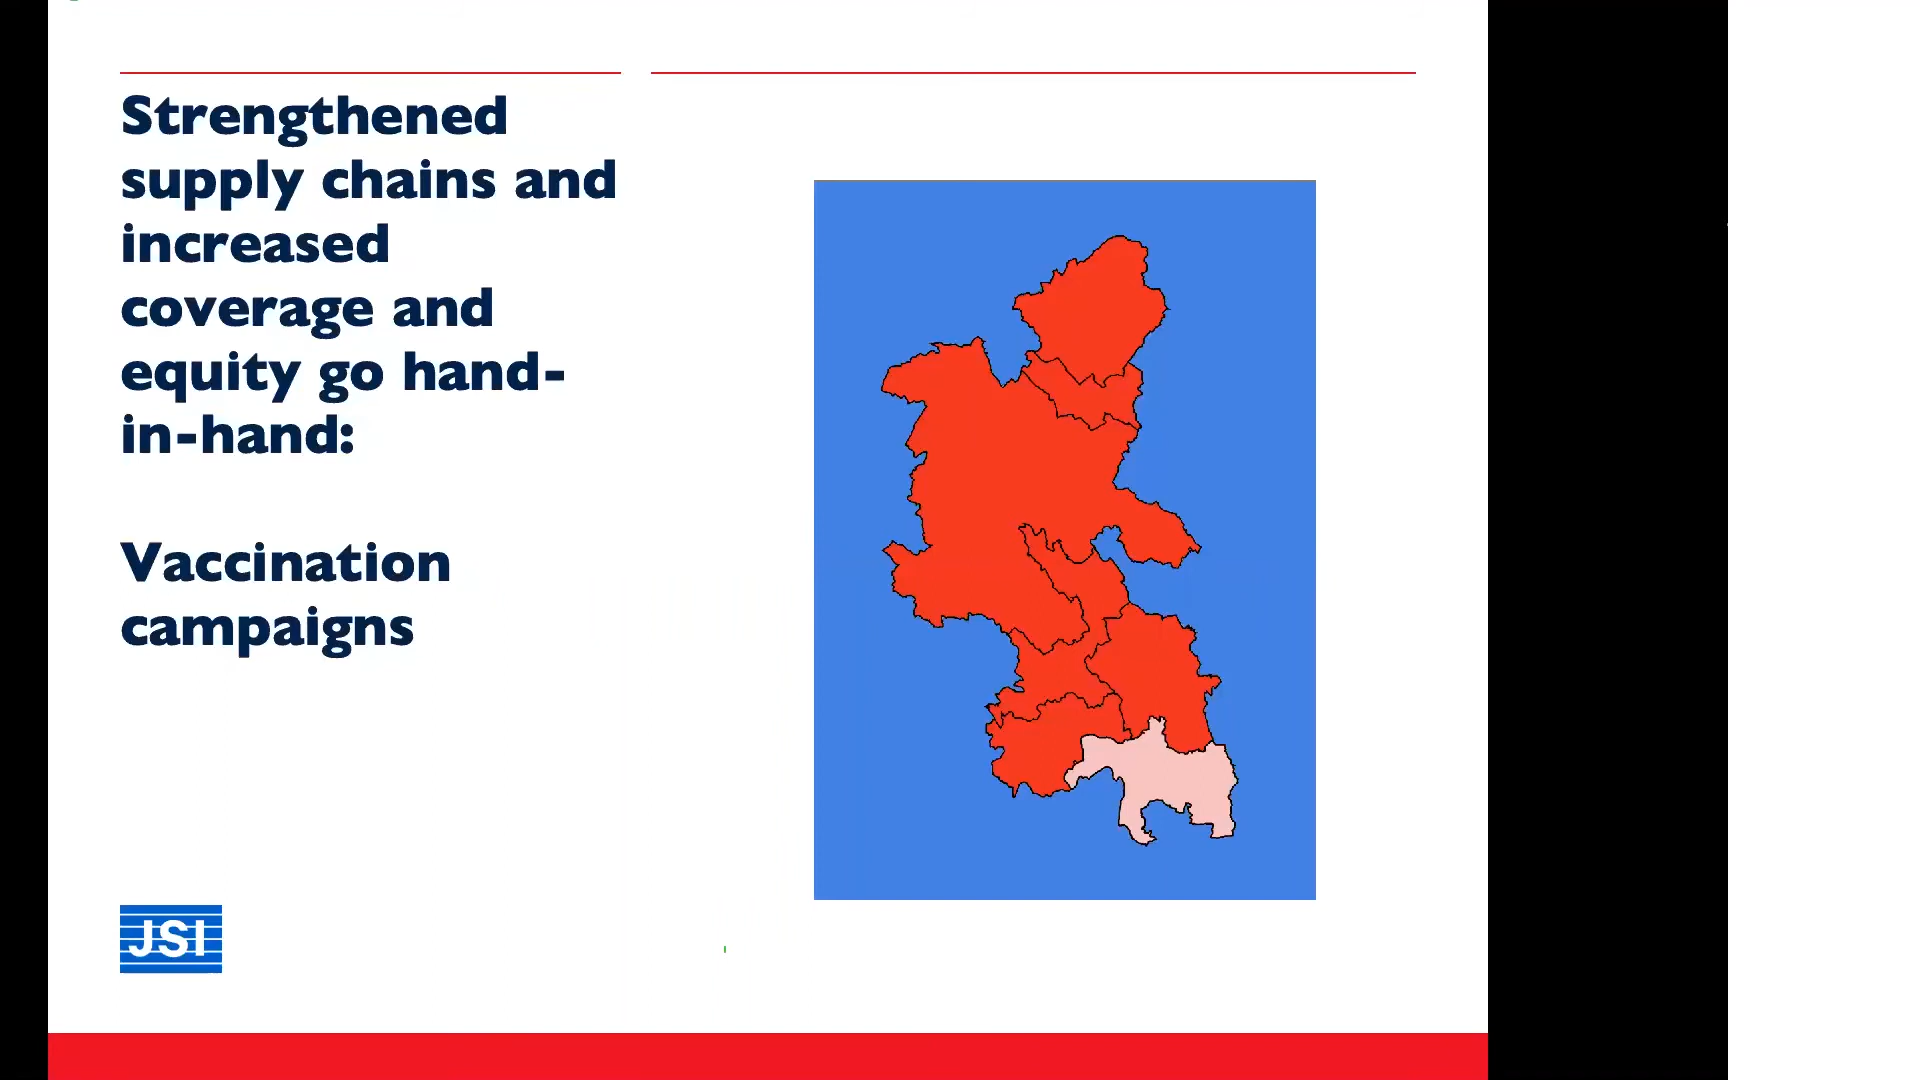 Strengthened
supply chains and
increased
coverage and
equity go hand-
in-hand:
Vaccination
campaigns
JSI